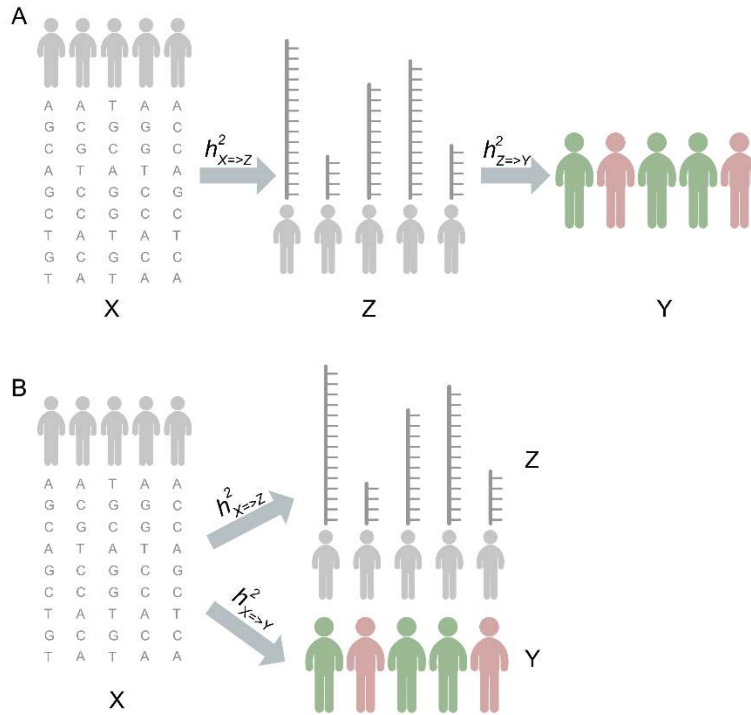 A
A A T A A
G C G G C
C G C G C
A T A T A
G C G C G
C C G C C
T A T A T
G C G C C
T A T A A
X
h²X=>Z
Z
h²Z=>Y
Y
B
A A T A A
G C G G C
C G C G C
A T A T A
G C G C G
C C G C C
T A T A T
G C G C C
T A T A A
X
h²X=>Z
Z
h²X=>Y
Y